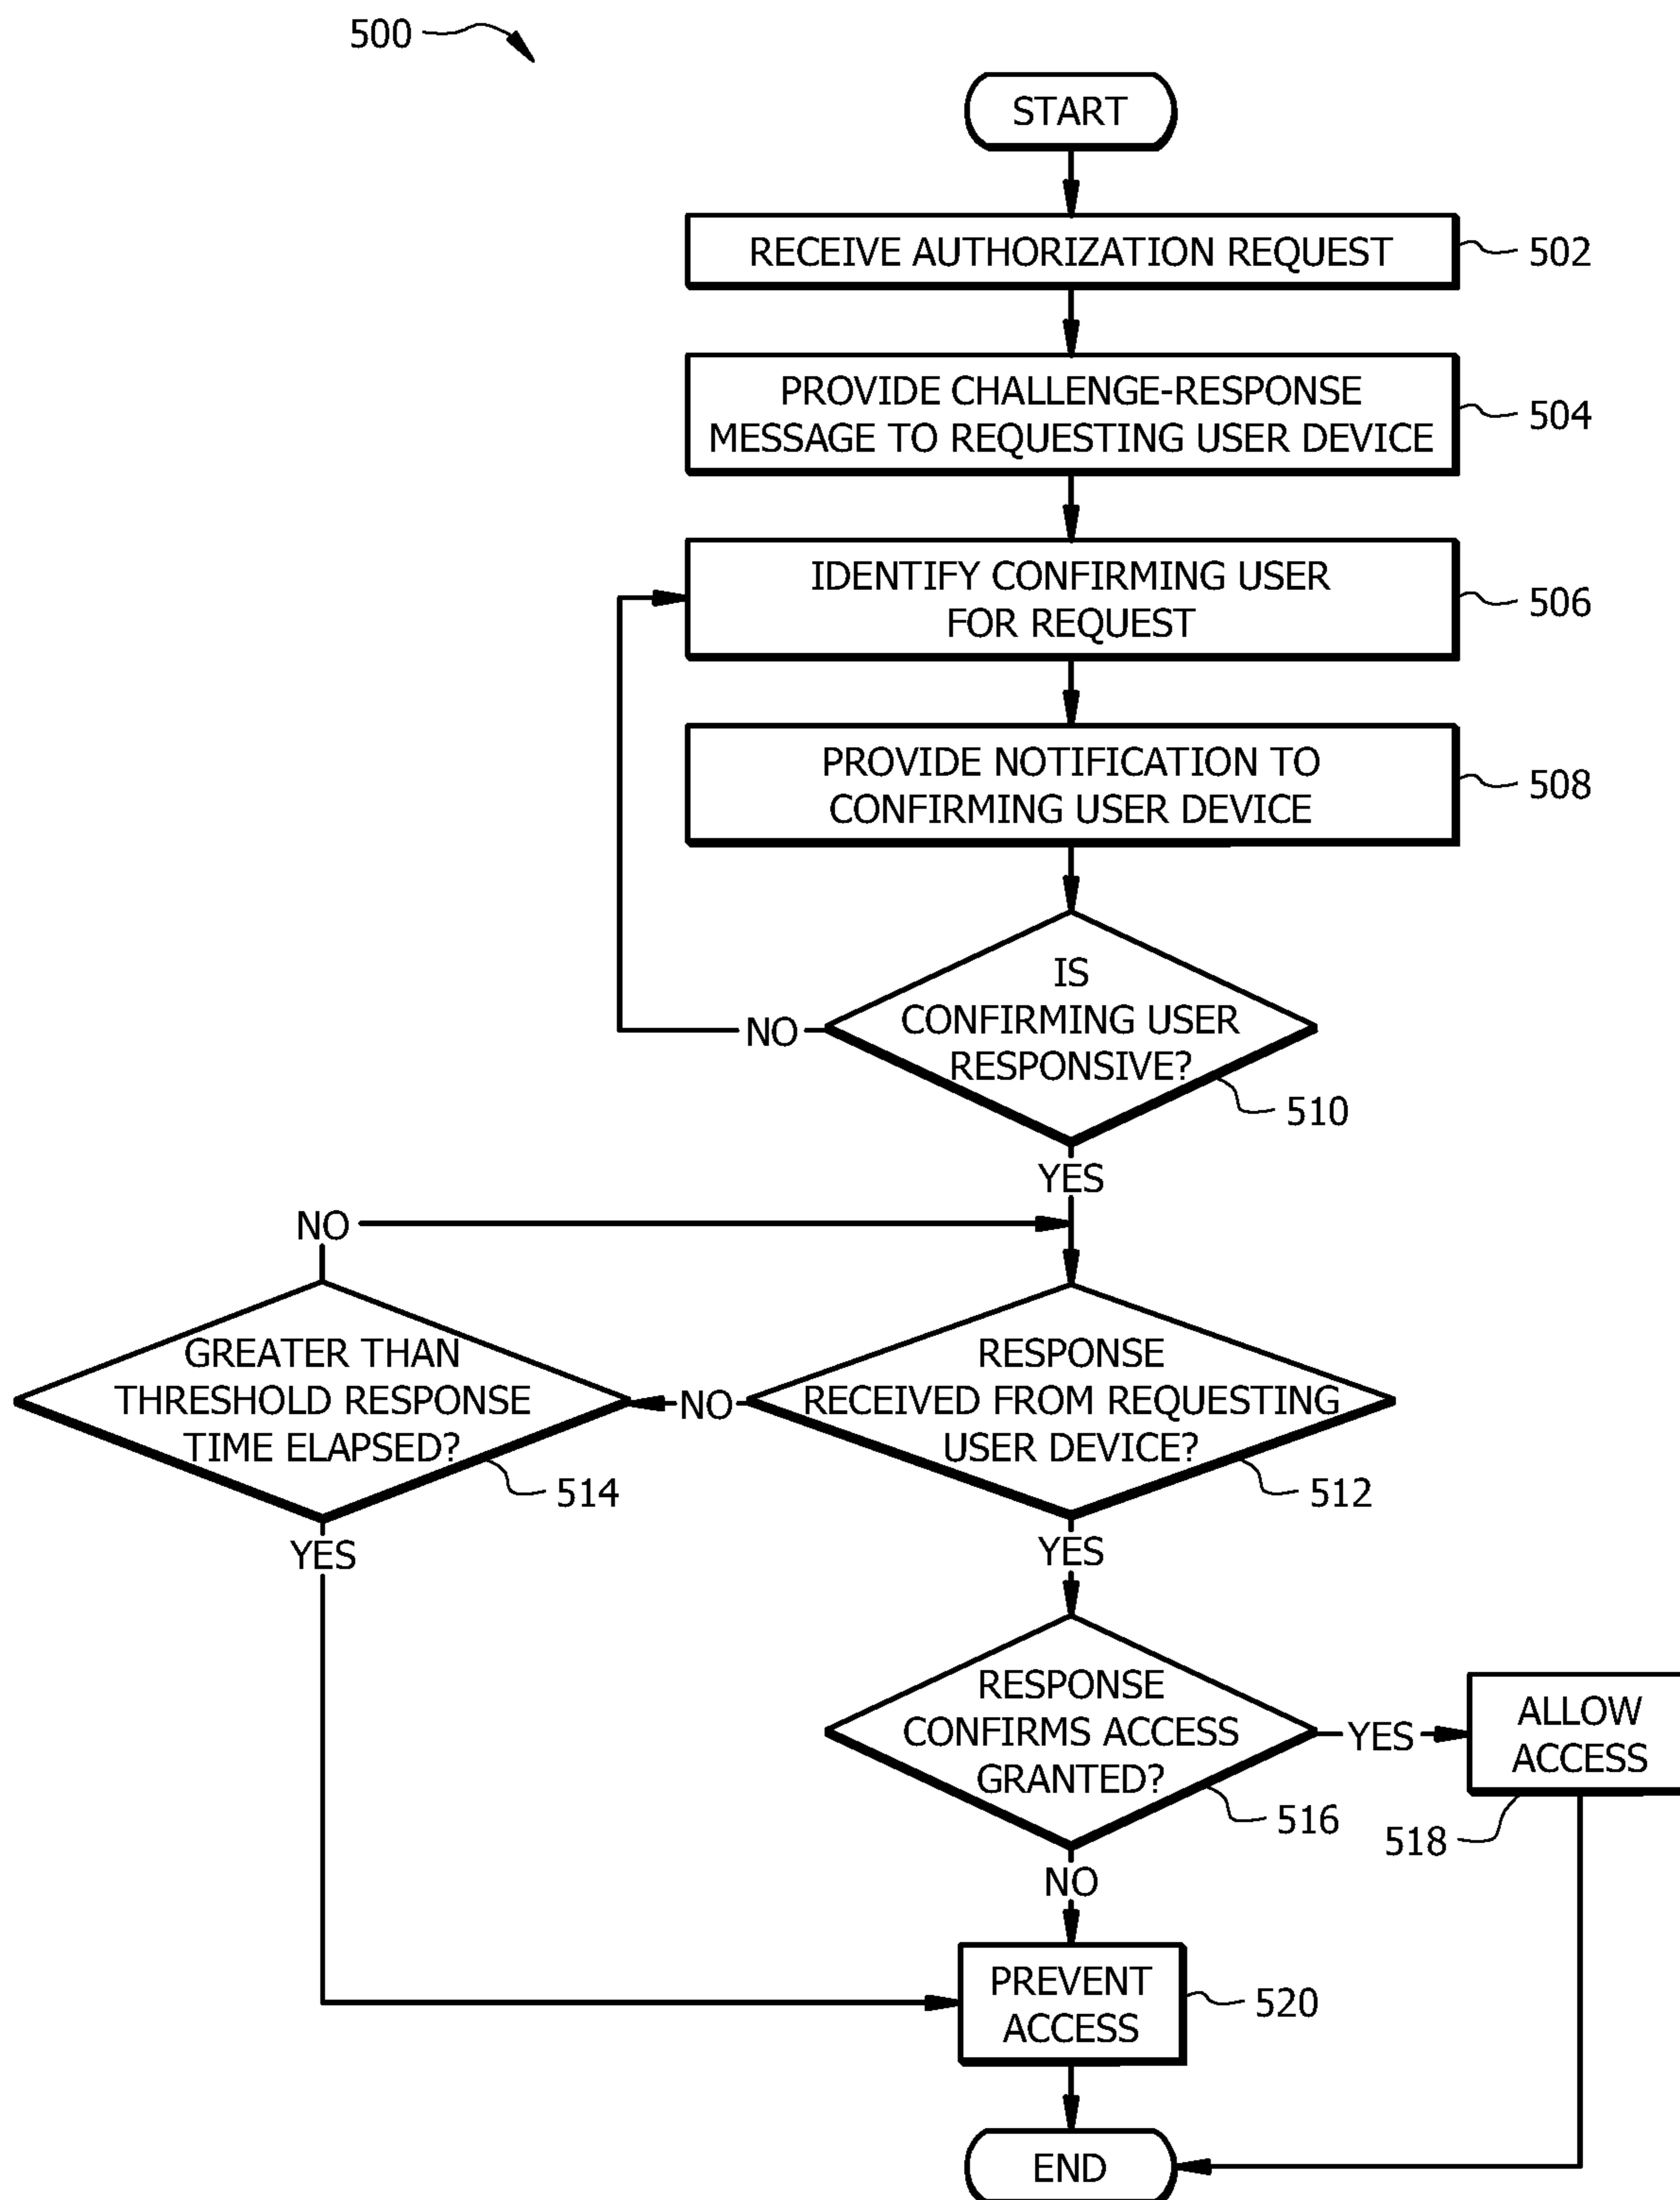 500
START
RECEIVE AUTHORIZATION REQUEST
502
PROVIDE CHALLENGE-RESPONSE
MESSAGE TO REQUESTING USER DEVICE
504
IDENTIFY CONFIRMING USER
FOR REQUEST
506
PROVIDE NOTIFICATION TO
CONFIRMING USER DEVICE
508
IS
CONFIRMING USER
RESPONSIVE?
NO
510
YES
NO
GREATER THAN
THRESHOLD RESPONSE
TIME ELAPSED?
514
NO
RESPONSE
RECEIVED FROM REQUESTING
USER DEVICE?
512
YES
YES
RESPONSE
CONFIRMS ACCESS
GRANTED?
516
YES
ALLOW
ACCESS
518
NO
PREVENT
ACCESS
520
END